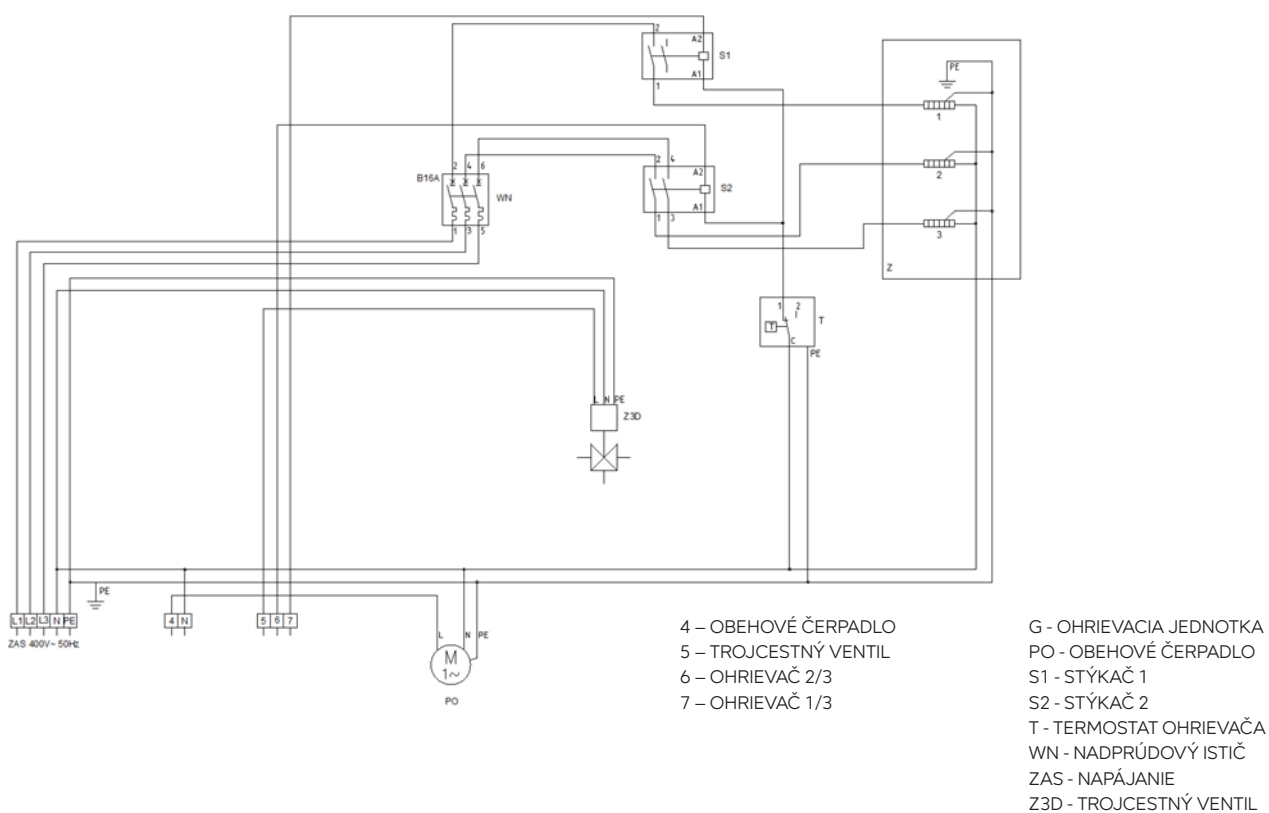 2
A2
S1
A1
1
PE
1
2
3
Z
2 4 6
B16A
WN
1 3 5
2 4
A2
S2
A1
1 3
1 2
T
T
C
PE
L N PE
Z3D
PE
L1 L2 L3 N PE
ZAS 400V~ 50Hz
4 N
5 6 7
L N PE
M
1~
PO
4 – OBEHOVÉ ČERPADLO
5 – TROJCESTNÝ VENTIL
6 – OHRIEVAČ 2/3
7 – OHRIEVAČ 1/3
G - OHRIEVACIA JEDNOTKA
PO - OBEHOVÉ ČERPADLO
S1 - STÝKAČ 1
S2 - STÝKAČ 2
T - TERMOSTAT OHRIEVAČA
WN - NADPRÚDOVÝ ISTIČ
ZAS - NAPÁJANIE
Z3D - TROJCESTNÝ VENTIL